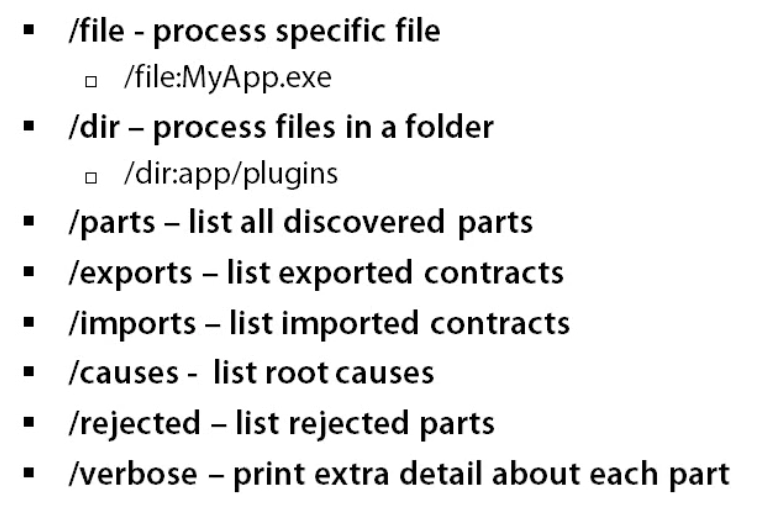 /file - process specific file
/file:MyApp.exe
/dir – process files in a folder
/dir:app/plugins
/parts – list all discovered parts
/exports – list exported contracts
/imports – list imported contracts
/causes - list root causes
/rejected – list rejected parts
/verbose – print extra detail about each part